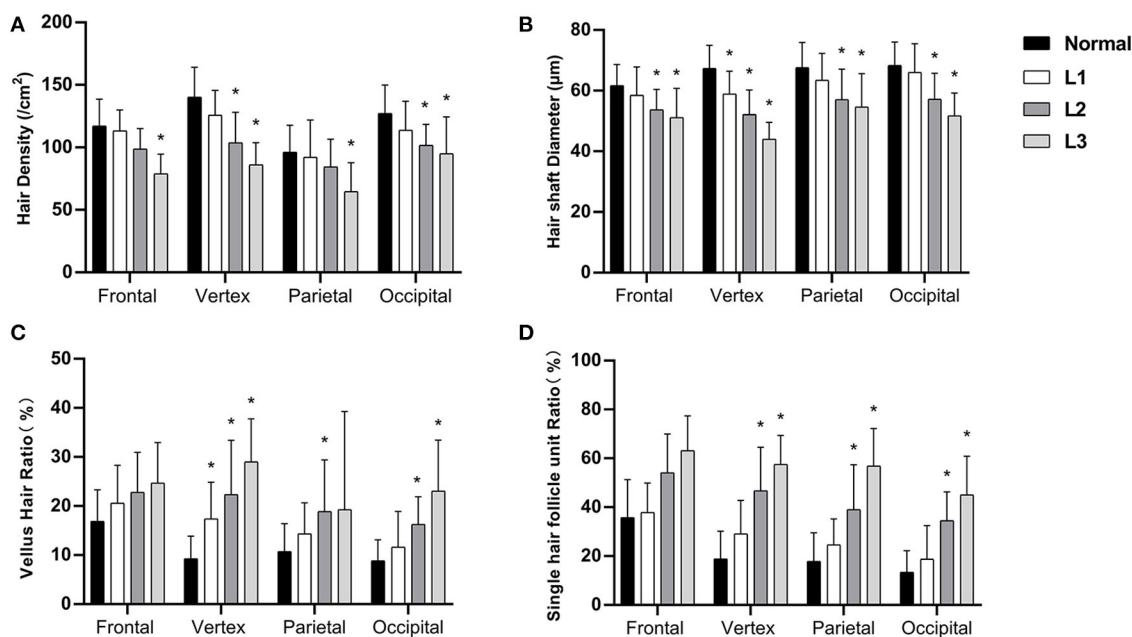 A
Hair Density (/cm²)
200
150
100
50
0
* * * * * *
Frontal Vertex Parietal Occipital
B
Hair shaft Diameter (μm)
80
60
40
20
0
* * * * * * * * *
Frontal Vertex Parietal Occipital
Normal
L1
L2
L3
C
Vellus Hair Ratio（%）
50
40
30
20
10
0
* * * * * *
Frontal Vertex Parietal Occipital
D
Single hair follicle unit Ratio（%）
100
80
60
40
20
0
* * * * * *
Frontal Vertex Parietal Occipital